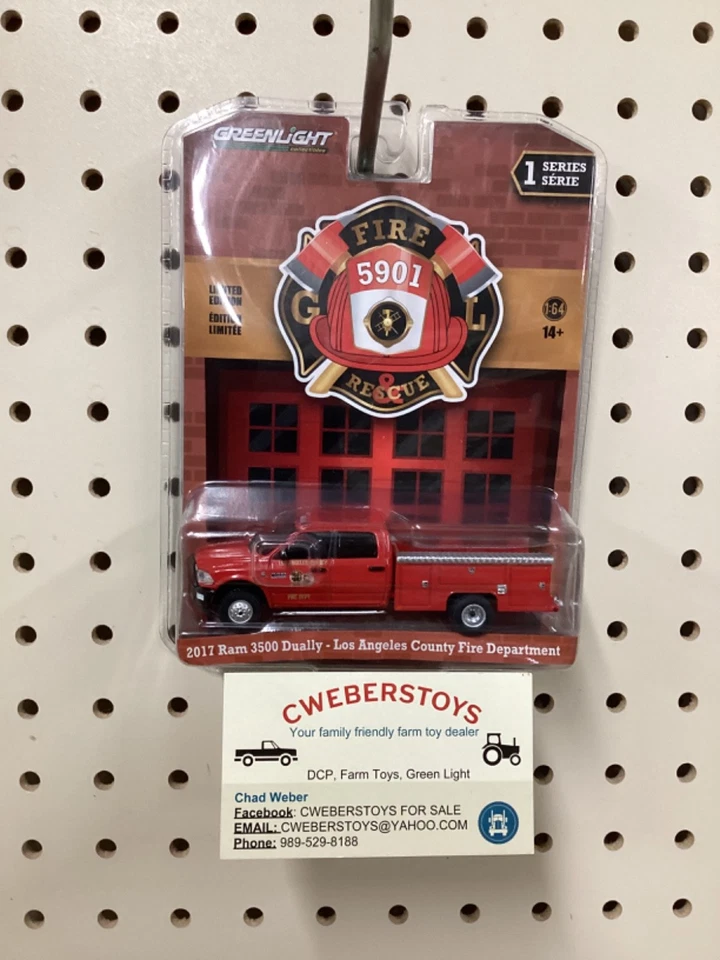 GREENLIGHT
1 SERIES
SÉRIE
FIRE
5901
G L
LIMITED
EDITION
ÉDITION
LIMITÉE
1:64
14+
&
RESCUE
FIRE DEPT.
2017 Ram 3500 Dually - Los Angeles County Fire Department
CWEBERSTOYS
Your family friendly farm toy dealer
DCP, Farm Toys, Green Light
Chad Weber
Facebook: CWEBERSTOYS FOR SALE
EMAIL: CWEBERSTOYS@YAHOO.COM
Phone: 989-529-8188